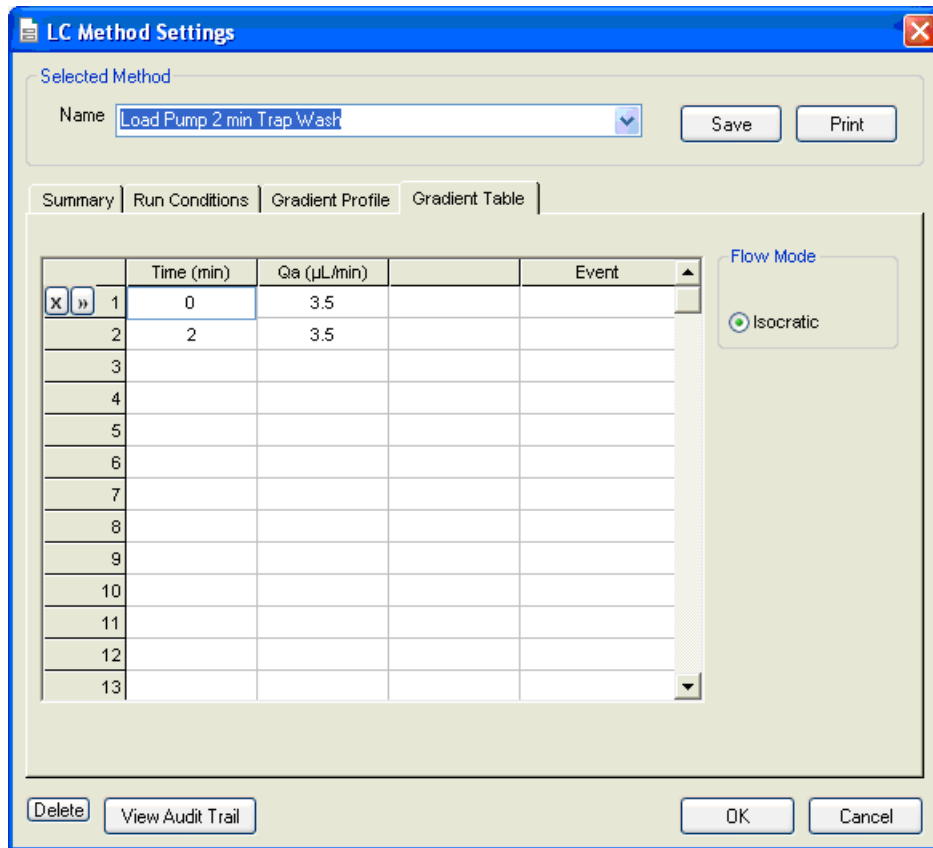 LC Method Settings
Selected Method
Name Load Pump 2 min Trap Wash Save Print
Summary Run Conditions Gradient Profile Gradient Table
Time (min) Qa (µL/min) Event
x » 1 0 3.5
2 2 3.5
3
4
5
6
7
8
9
10
11
12
13
Flow Mode
Isocratic
Delete View Audit Trail OK Cancel